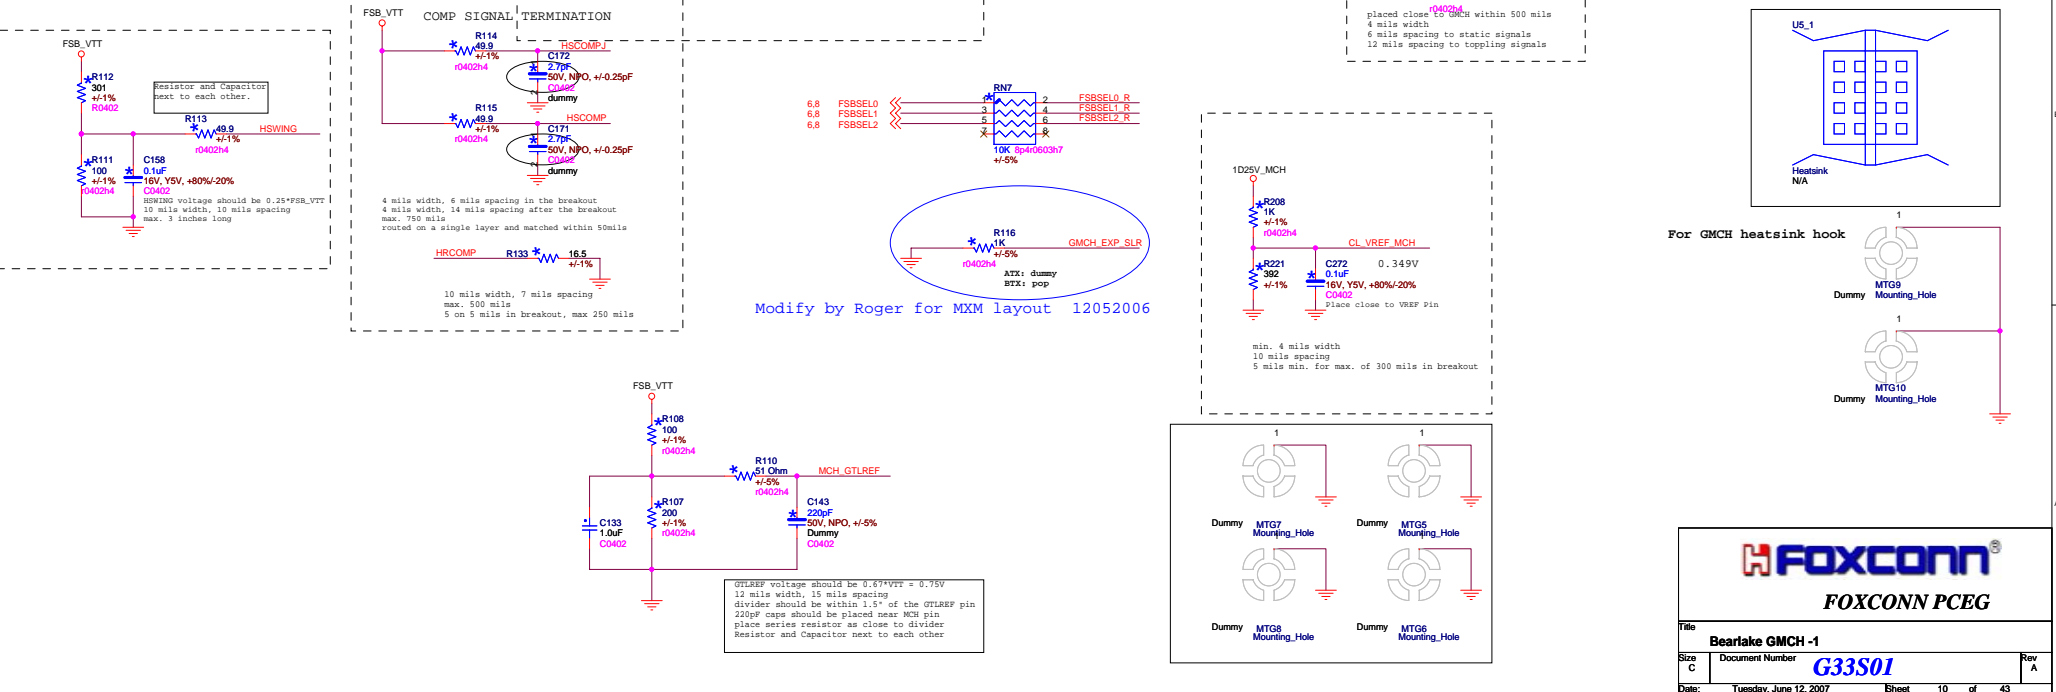 FSB_VTT
R112
301
+/-1%
R0402
Resistor and Capacitor
next to each other.
R113
49.9
+/-1%
r0402h4
HSWING
R111
100
+/-1%
r0402h4
C158
0.1uF
16V, Y5V, +80%/-20%
C0402
HSWING voltage should be 0.25*FSB_VTT
10 mils width, 10 mils spacing
max. 3 inches long
FSB_VTT
COMP SIGNAL TERMINATION
R114
49.9
+/-1%
r0402h4
HSCOMPJ
C172
2.7pF
50V, NPO, +/-0.25pF
C0402
dummy
2
R115
49.9
+/-1%
r0402h4
HSCOMP
C171
2.7pF
50V, NPO, +/-0.25pF
C0402
dummy
2
4 mils width, 6 mils spacing in the breakout
4 mils width, 14 mils spacing after the breakout
max. 750 mils
routed on a single layer and matched within 50mils
HRCOMP
R133
16.5
+/-1%
10 mils width, 7 mils spacing
max. 500 mls
5 on 5 mils in breakout, max 250 mils
RN7
6,8 FSBSEL0 1 2 FSBSEL0_R
6,8 FSBSEL1 3 4 FSBSEL1_R
6,8 FSBSEL2 5 6 FSBSEL2_R
7 8
10K 8p4r0603h7
+/-5%
R116
1K
+/-5%
r0402h4
GMCH_EXP_SLR
ATX: dummy
BTX: pop
Modify by Roger for MXM layout 12052006
r0402h4
placed close to GMCH within 500 mils
4 mils width
6 mils spacing to static signals
12 mils spacing to toppling signals
1D25V_MCH
R208
1K
+/-1%
r0402h4
CL_VREF_MCH
0.349V
R221
392
+/-1%
C272
0.1uF
16V, Y5V, +80%/-20%
C0402
Place close to VREF Pin
min. 4 mils width
10 mils spacing
5 mils min. for max. of 300 mils in breakout
U5_1
Heatsink
N/A
For GMCH heatsink hook
1
MTG9
Dummy Mounting_Hole
1
MTG10
Dummy Mounting_Hole
FSB_VTT
R108
100
+/-1%
r0402h4
R110
51 Ohm
+/-5%
r0402h4
MCH_GTLREF
R107
200
+/-1%
r0402h4
C133
1.0uF
C0402
C143
220pF
50V, NPO, +/-5%
Dummy
C0402
GTLREF voltage should be 0.67*VTT = 0.75V
12 mils width, 15 mils spacing
divider should be within 1.5" of the GTLREF pin
220pF caps should be placed near MCH pin
place series resistor as close to divider
Resistor and Capacitor next to each other
1
Dummy MTG7
Mounting_Hole
1
Dummy MTG5
Mounting_Hole
Dummy MTG8
Mounting_Hole
Dummy MTG6
Mounting_Hole
FOXCONN®
FOXCONN PCEG
Title
Bearlake GMCH -1
Size
C
Document Number
G33S01
Rev
A
Date: Tuesday, June 12, 2007 Sheet 10 of 43